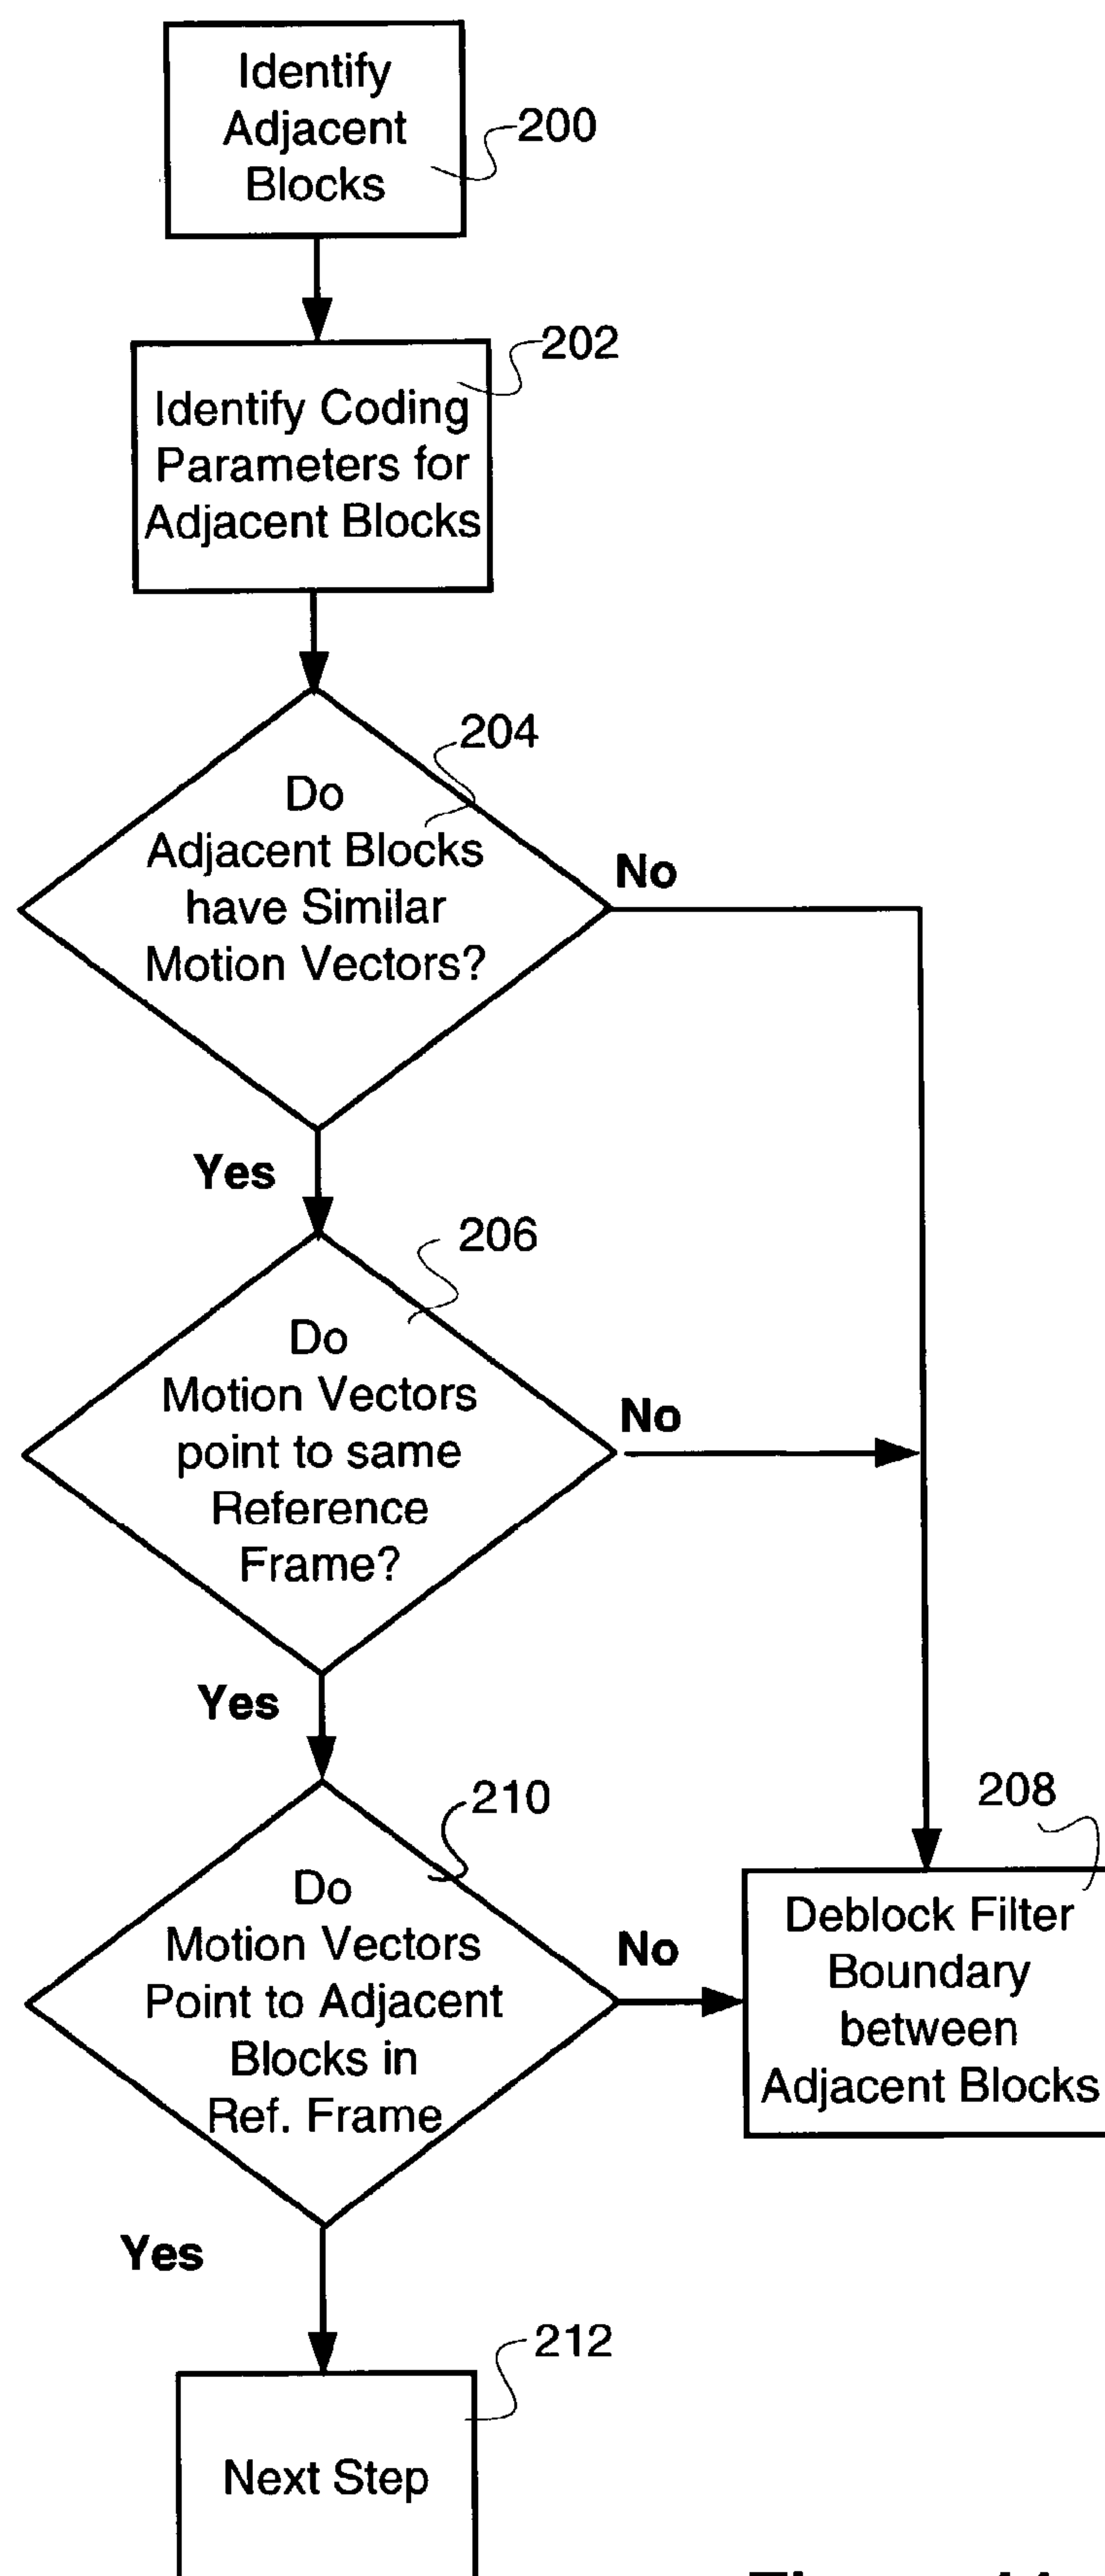 Identify
Adjacent
Blocks
200
202
Identify Coding
Parameters for
Adjacent Blocks
204
Do
Adjacent Blocks
have Similar
Motion Vectors?
No
Yes
206
Do
Motion Vectors
point to same
Reference
Frame?
No
Yes
210
Do
Motion Vectors
Point to Adjacent
Blocks in
Ref. Frame
No
208
Deblock Filter
Boundary
between
Adjacent Blocks
Yes
212
Next Step